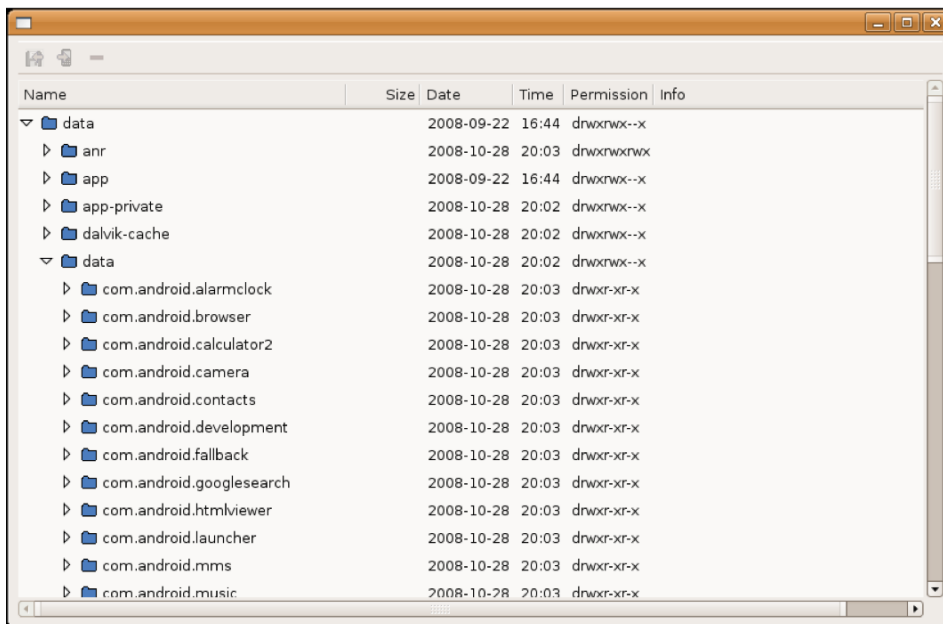 Name Size Date Time Permission Info
data 2008-09-22 16:44 drwxrwx--x
anr 2008-10-28 20:03 drwxrwxrwx
app 2008-09-22 16:44 drwxrwx--x
app-private 2008-10-28 20:02 drwxrwx--x
dalvik-cache 2008-10-28 20:02 drwxrwx--x
data 2008-10-28 20:02 drwxrwx--x
com.android.alarmclock 2008-10-28 20:03 drwxr-xr-x
com.android.browser 2008-10-28 20:03 drwxr-xr-x
com.android.calculator2 2008-10-28 20:03 drwxr-xr-x
com.android.camera 2008-10-28 20:03 drwxr-xr-x
com.android.contacts 2008-10-28 20:03 drwxr-xr-x
com.android.development 2008-10-28 20:03 drwxr-xr-x
com.android.fallback 2008-10-28 20:03 drwxr-xr-x
com.android.googlesearch 2008-10-28 20:03 drwxr-xr-x
com.android.htmlviewer 2008-10-28 20:03 drwxr-xr-x
com.android.launcher 2008-10-28 20:03 drwxr-xr-x
com.android.mms 2008-10-28 20:03 drwxr-xr-x
com.android.music 2008-10-28 20:03 drwxr-xr-x